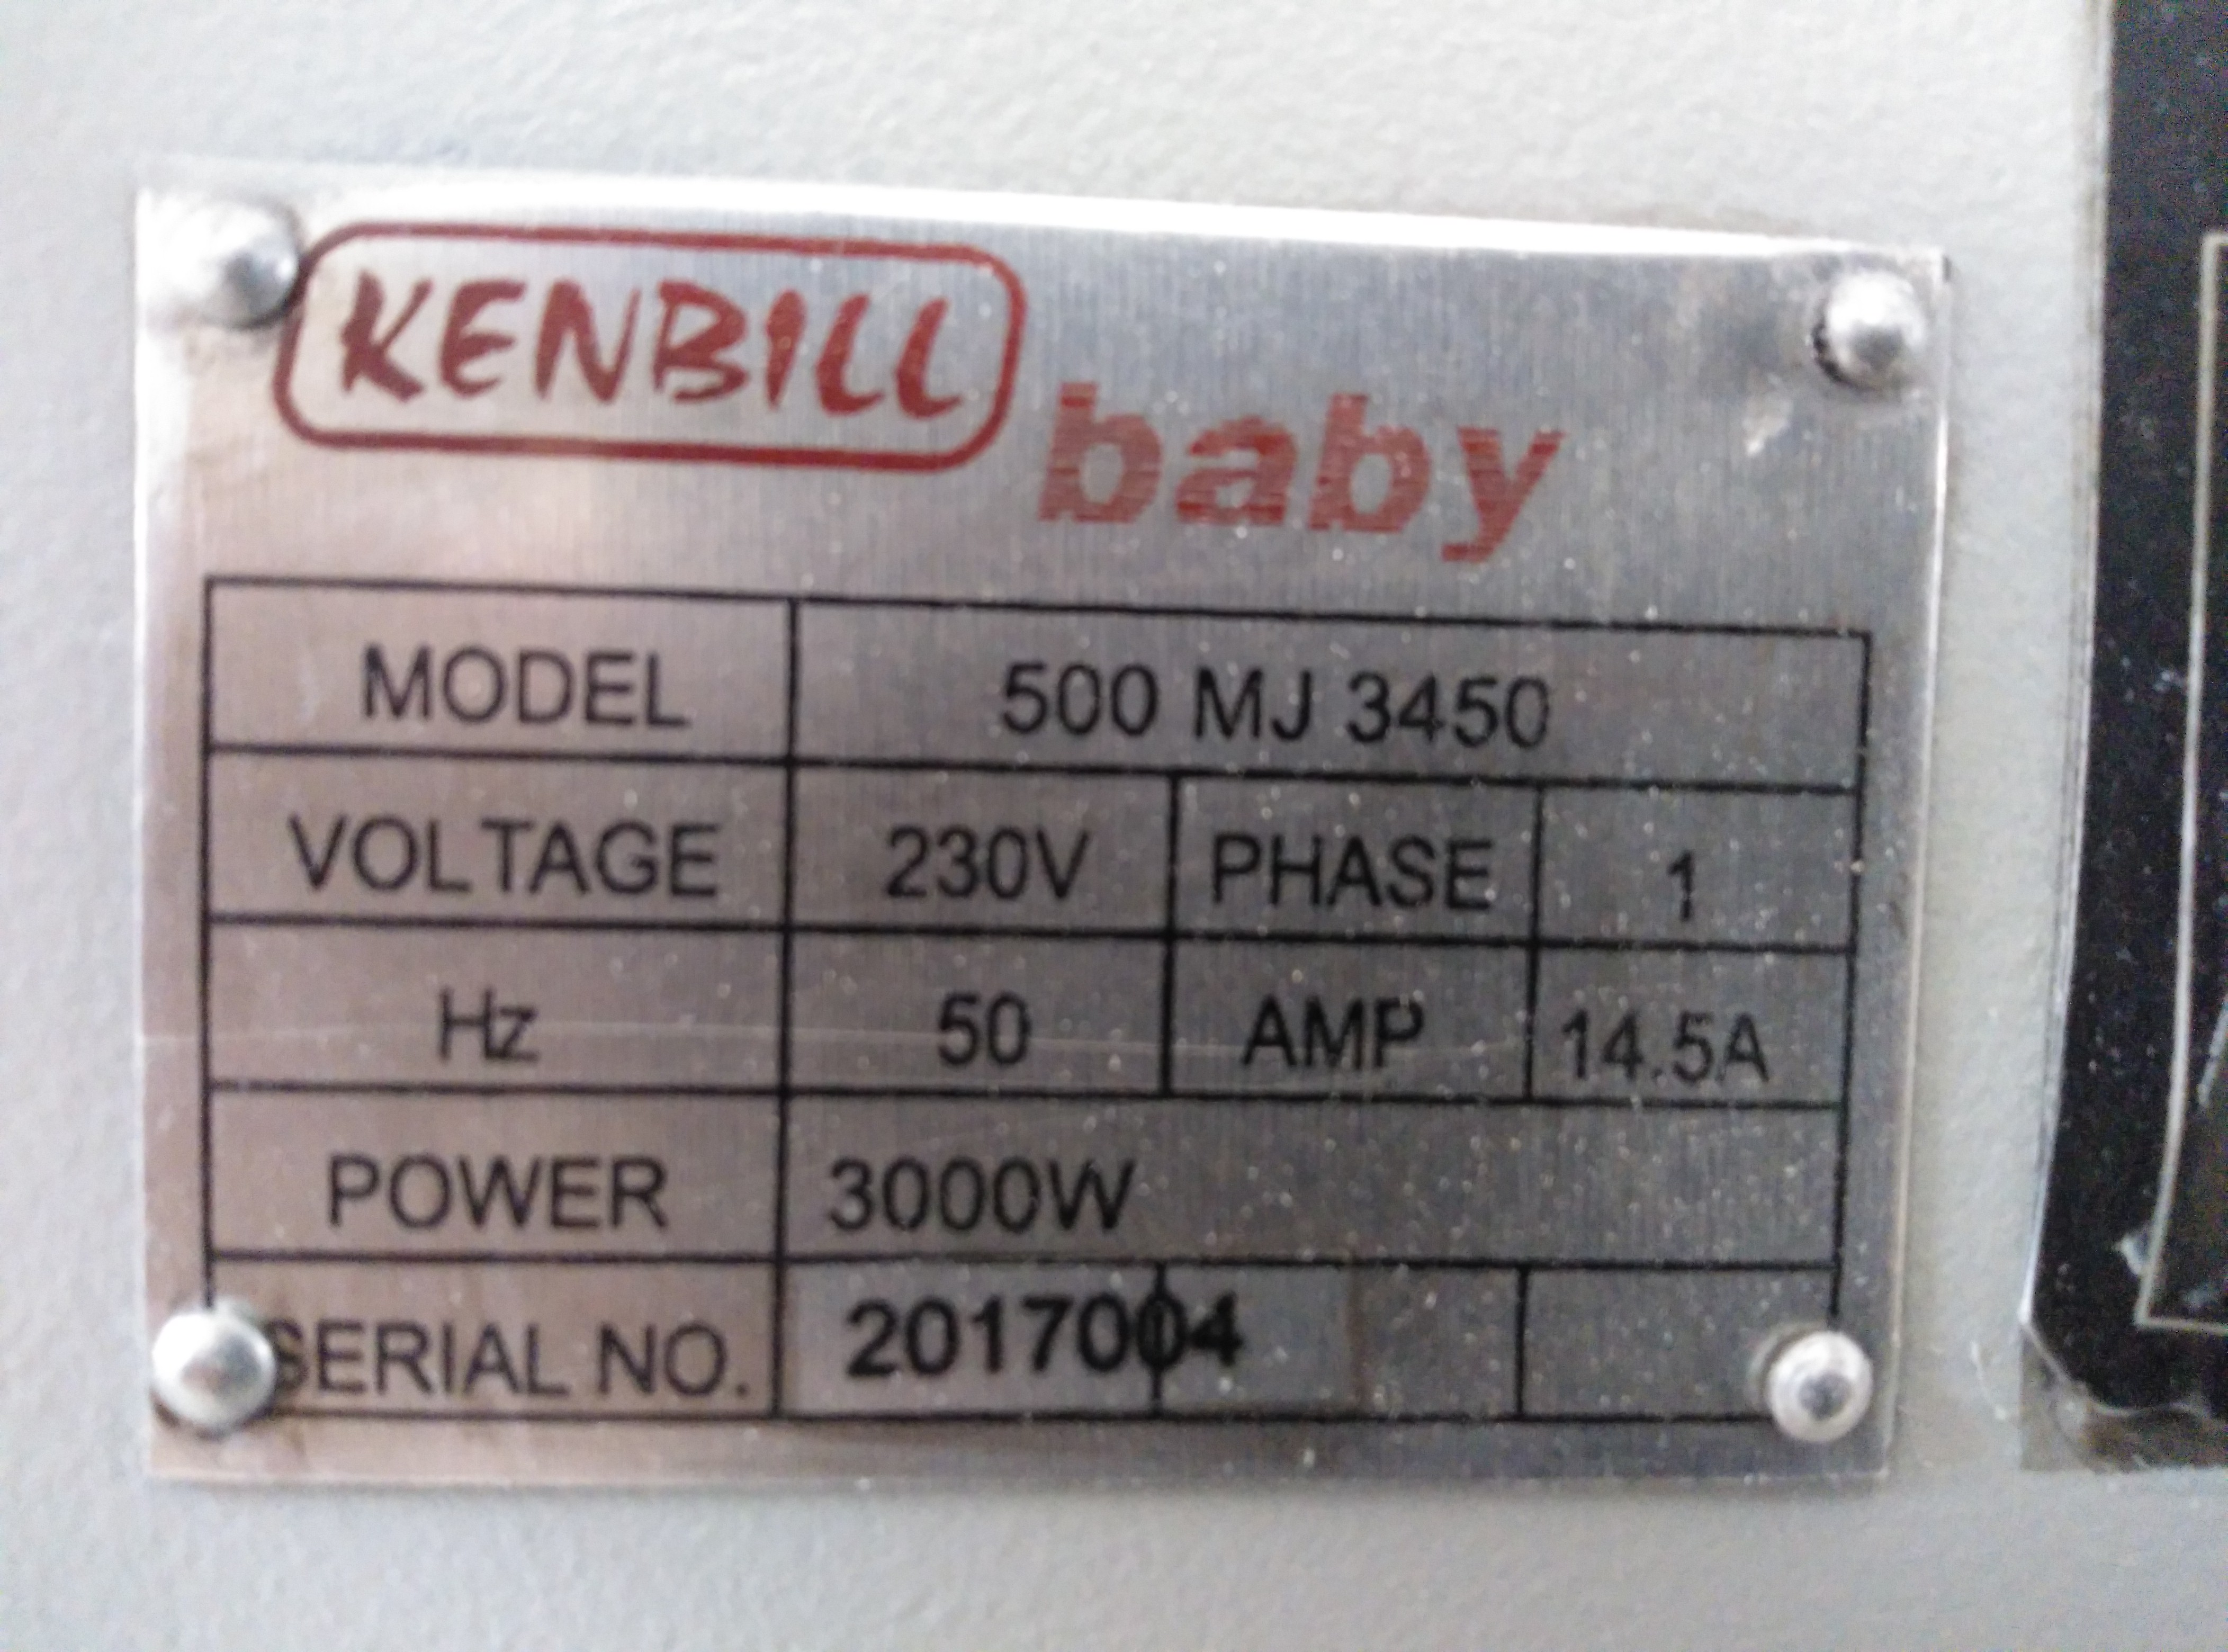 KENBILL
baby
MODEL 500 MJ 3450
VOLTAGE 230V PHASE 1
Hz 50 AMP 14.5A
POWER 3000W
SERIAL NO. 2017004